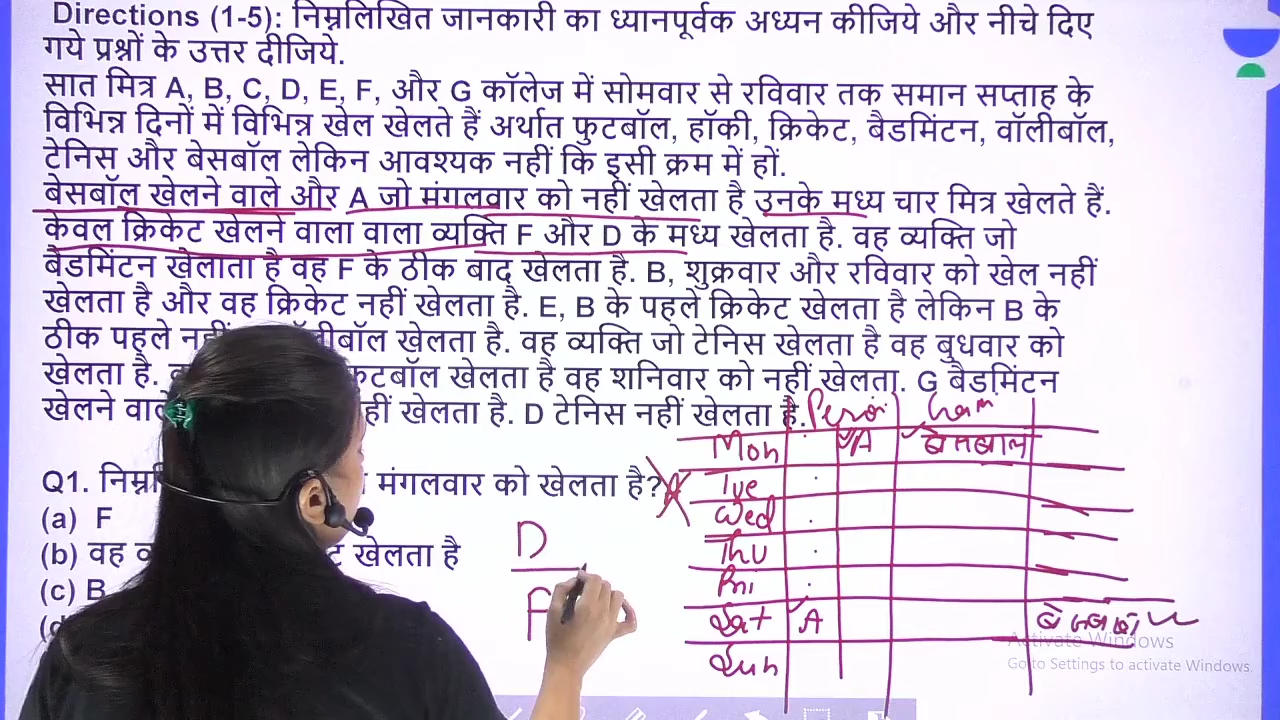 Directions (1-5): निम्नलिखित जानकारी का ध्यानपूर्वक अध्यन कीजिये और नीचे दिए
गये प्रश्नों के उत्तर दीजिये.
सात मित्र A, B, C, D, E, F, और G कॉलेज में सोमवार से रविवार तक समान सप्ताह के
विभिन्न दिनों में विभिन्न खेल खेलते हैं अर्थात फुटबॉल, हॉकी, क्रिकेट, बैडमिंटन, वॉलीबॉल,
टेनिस और बेसबॉल लेकिन आवश्यक नहीं कि इसी क्रम में हों.
बेसबॉल खेलने वाले और A जो मंगलवार को नहीं खेलता है उनके मध्य चार मित्र खेलते हैं.
केवल क्रिकेट खेलने वाला वाला व्यक्ति F और D के मध्य खेलता है. वह व्यक्ति जो
बैडमिंटन खेलाता है वह F के ठीक बाद खेलता है. B, शुक्रवार और रविवार को खेल नहीं
खेलता है और वह क्रिकेट नहीं खेलता है. E, B के पहले क्रिकेट खेलता है लेकिन B के
ठीक पहले खेलता है. वह व्यक्ति जो टेनिस खेलता है वह बुधवार को
खेलता है. खेलता है वह शनिवार को नहीं खेलता. G बैडमिंटन
खेलने खेलता है. D टेनिस नहीं खेलता है.
Mon A बेसबाल
Tue
Wed
Thu
Fri
Sat A
Sun
Q1. मंगलवार को खेलता है?
(a) F
(b) वह खेलता है
(c) B
D
F
Activate Windows
Go to Settings to activate Windows.